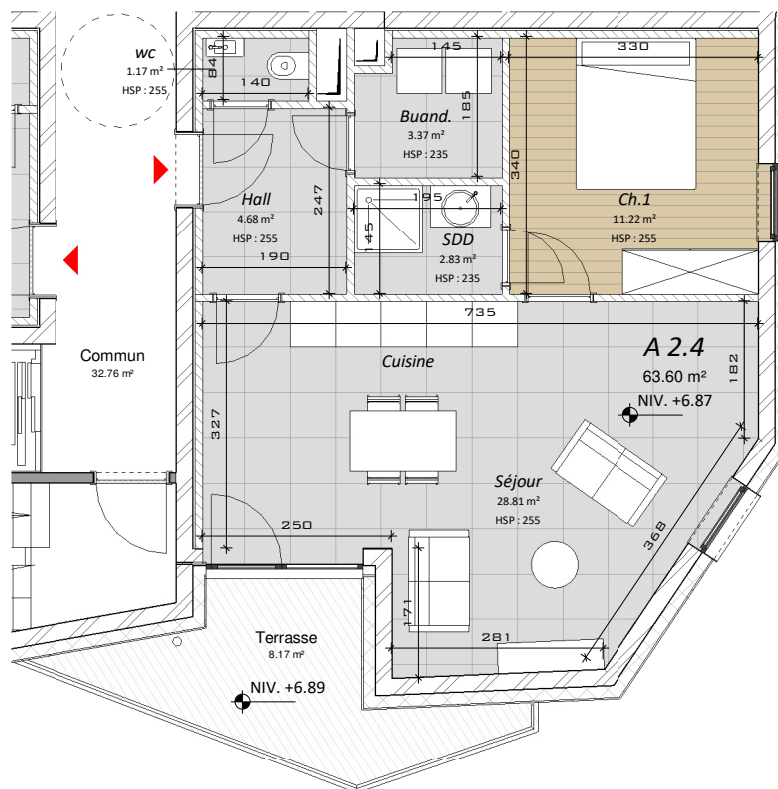 wc
1.17 m²
HSP : 255
84
140
145
330
Buand.
3.37 m²
HSP : 235
185
340
Hall
4.68 m²
HSP : 255
247
190
195
145
SDD
2.83 m²
HSP : 235
Ch.1
11.22 m²
HSP : 255
735
Commun
32.76 m²
Cuisine
A 2.4
63.60 m²
NIV. +6.87
182
327
Séjour
28.81 m²
HSP : 255
250
368
171
281
Terrasse
8.17 m²
NIV. +6.89